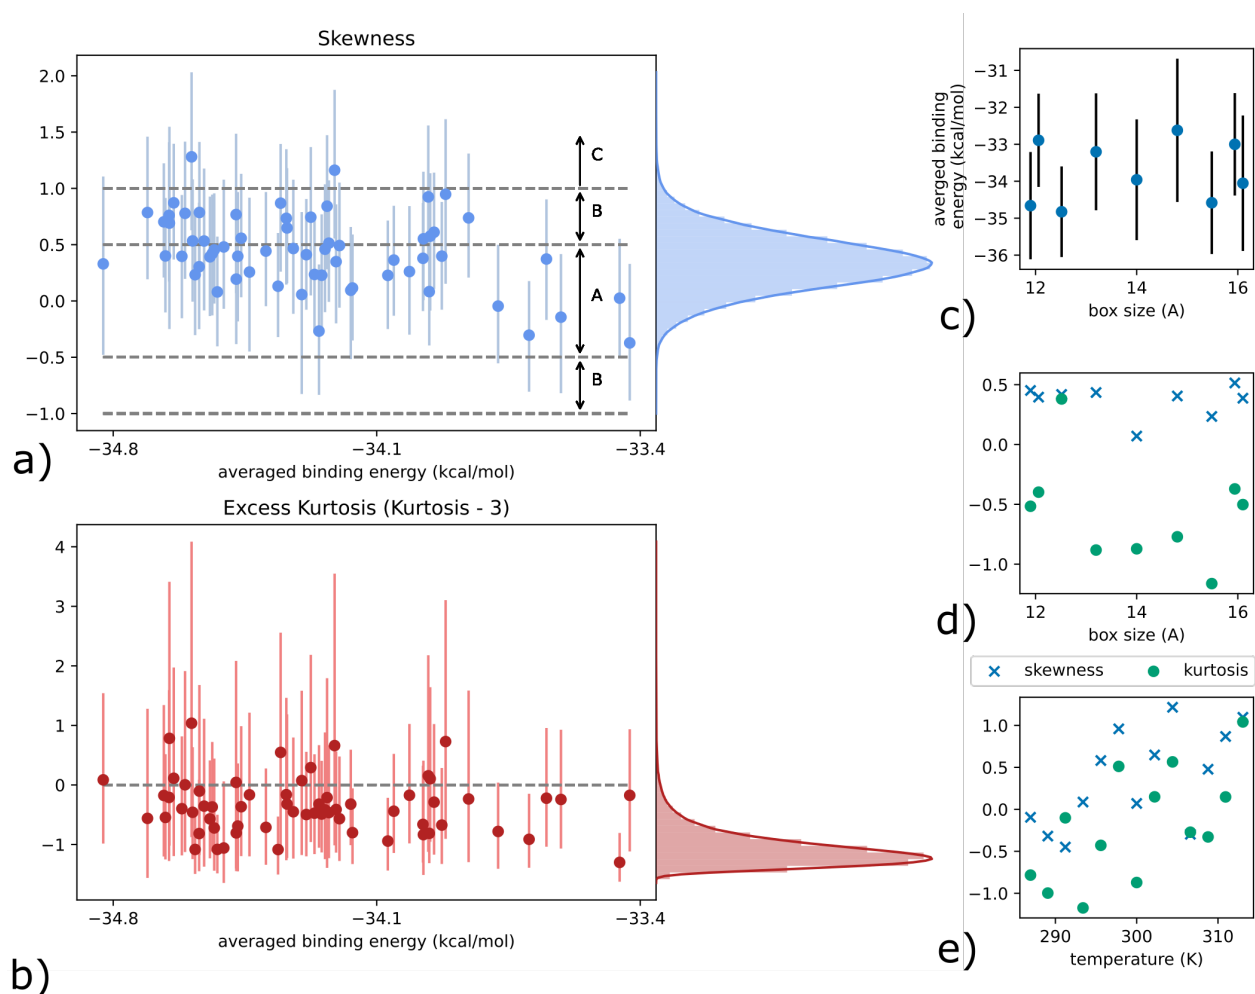 Skewness
2.0
1.5
1.0
0.5
0.0
−0.5
−1.0
C
B
A
B
−34.8
−34.1
−33.4
averaged binding energy (kcal/mol)
a)
Excess Kurtosis (Kurtosis - 3)
4
3
2
1
0
−1
−34.8
−34.1
−33.4
averaged binding energy (kcal/mol)
b)
averged binding
energy (kcal/mol)
−31
−32
−33
−34
−35
−36
12
14
16
box size (A)
c)
0.5
0.0
−0.5
−1.0
12
14
16
box size (A)
d)
skewness
kurtosis
1.0
0.5
0.0
−0.5
−1.0
290
300
310
temperature (K)
e)